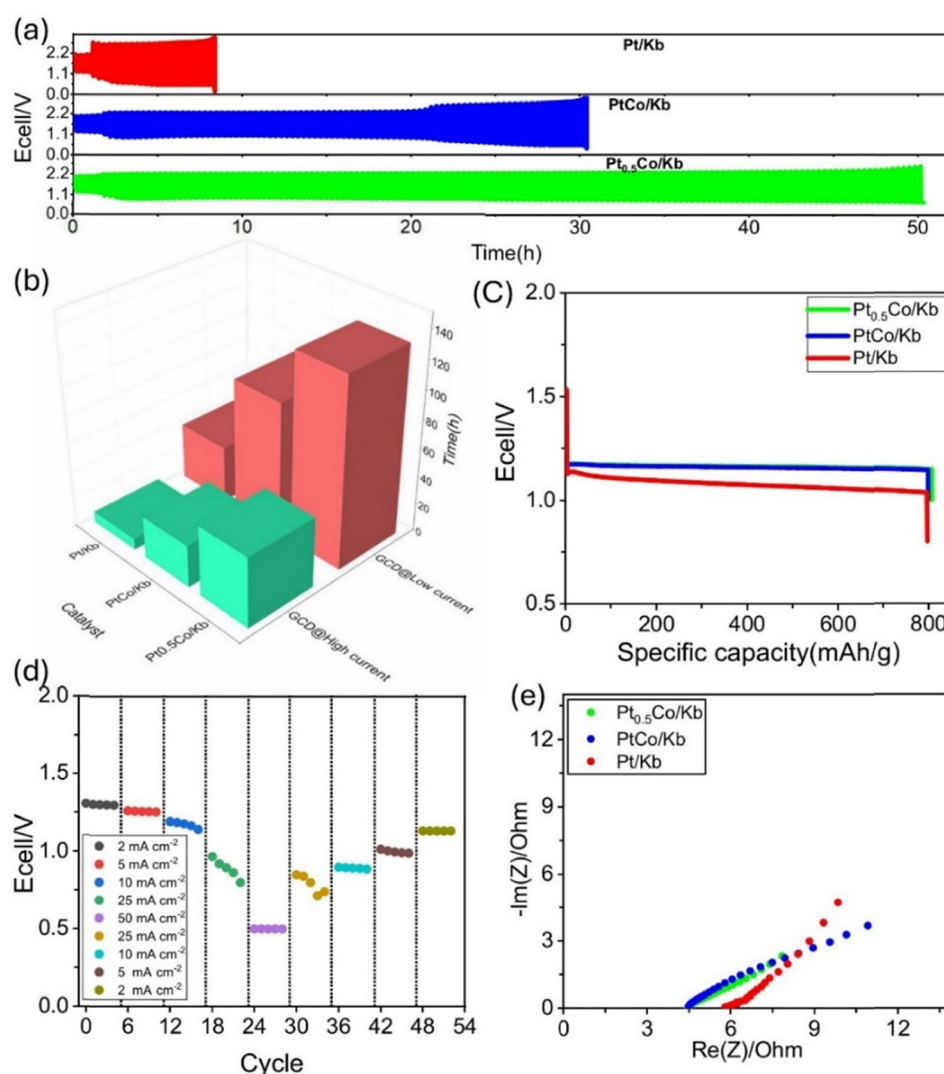 (a)
Ecell/V
2.2
1.1
0.0
Pt/Kb
2.2
1.1
0.0
PtCo/Kb
2.2
1.1
0.0
Pt₀.₅Co/Kb
0 10 20 30 40 50
Time(h)
(b)
140
120
100
80
60
40
20
0
Time(h)
Pt/Kb
PtCo/Kb
Pt0.5Co/Kb
Catalyst
GCD@Low current
GCD@High current
(C)
Ecell/V
2.0
1.5
1.0
0.5
Pt₀.₅Co/Kb
PtCo/Kb
Pt/Kb
0 200 400 600 800
Specific capacity(mAh/g)
(d)
Ecell/V
2.0
1.5
1.0
0.5
0.0
2 mA cm⁻²
5 mA cm⁻²
10 mA cm⁻²
25 mA cm⁻²
50 mA cm⁻²
25 mA cm⁻²
10 mA cm⁻²
5 mA cm⁻²
2 mA cm⁻²
0 6 12 18 24 30 36 42 48 54
Cycle
(e)
-Im(Z)/Ohm
12
9
6
3
0
Pt₀.₅Co/Kb
PtCo/Kb
Pt/Kb
0 3 6 9 12
Re(Z)/Ohm